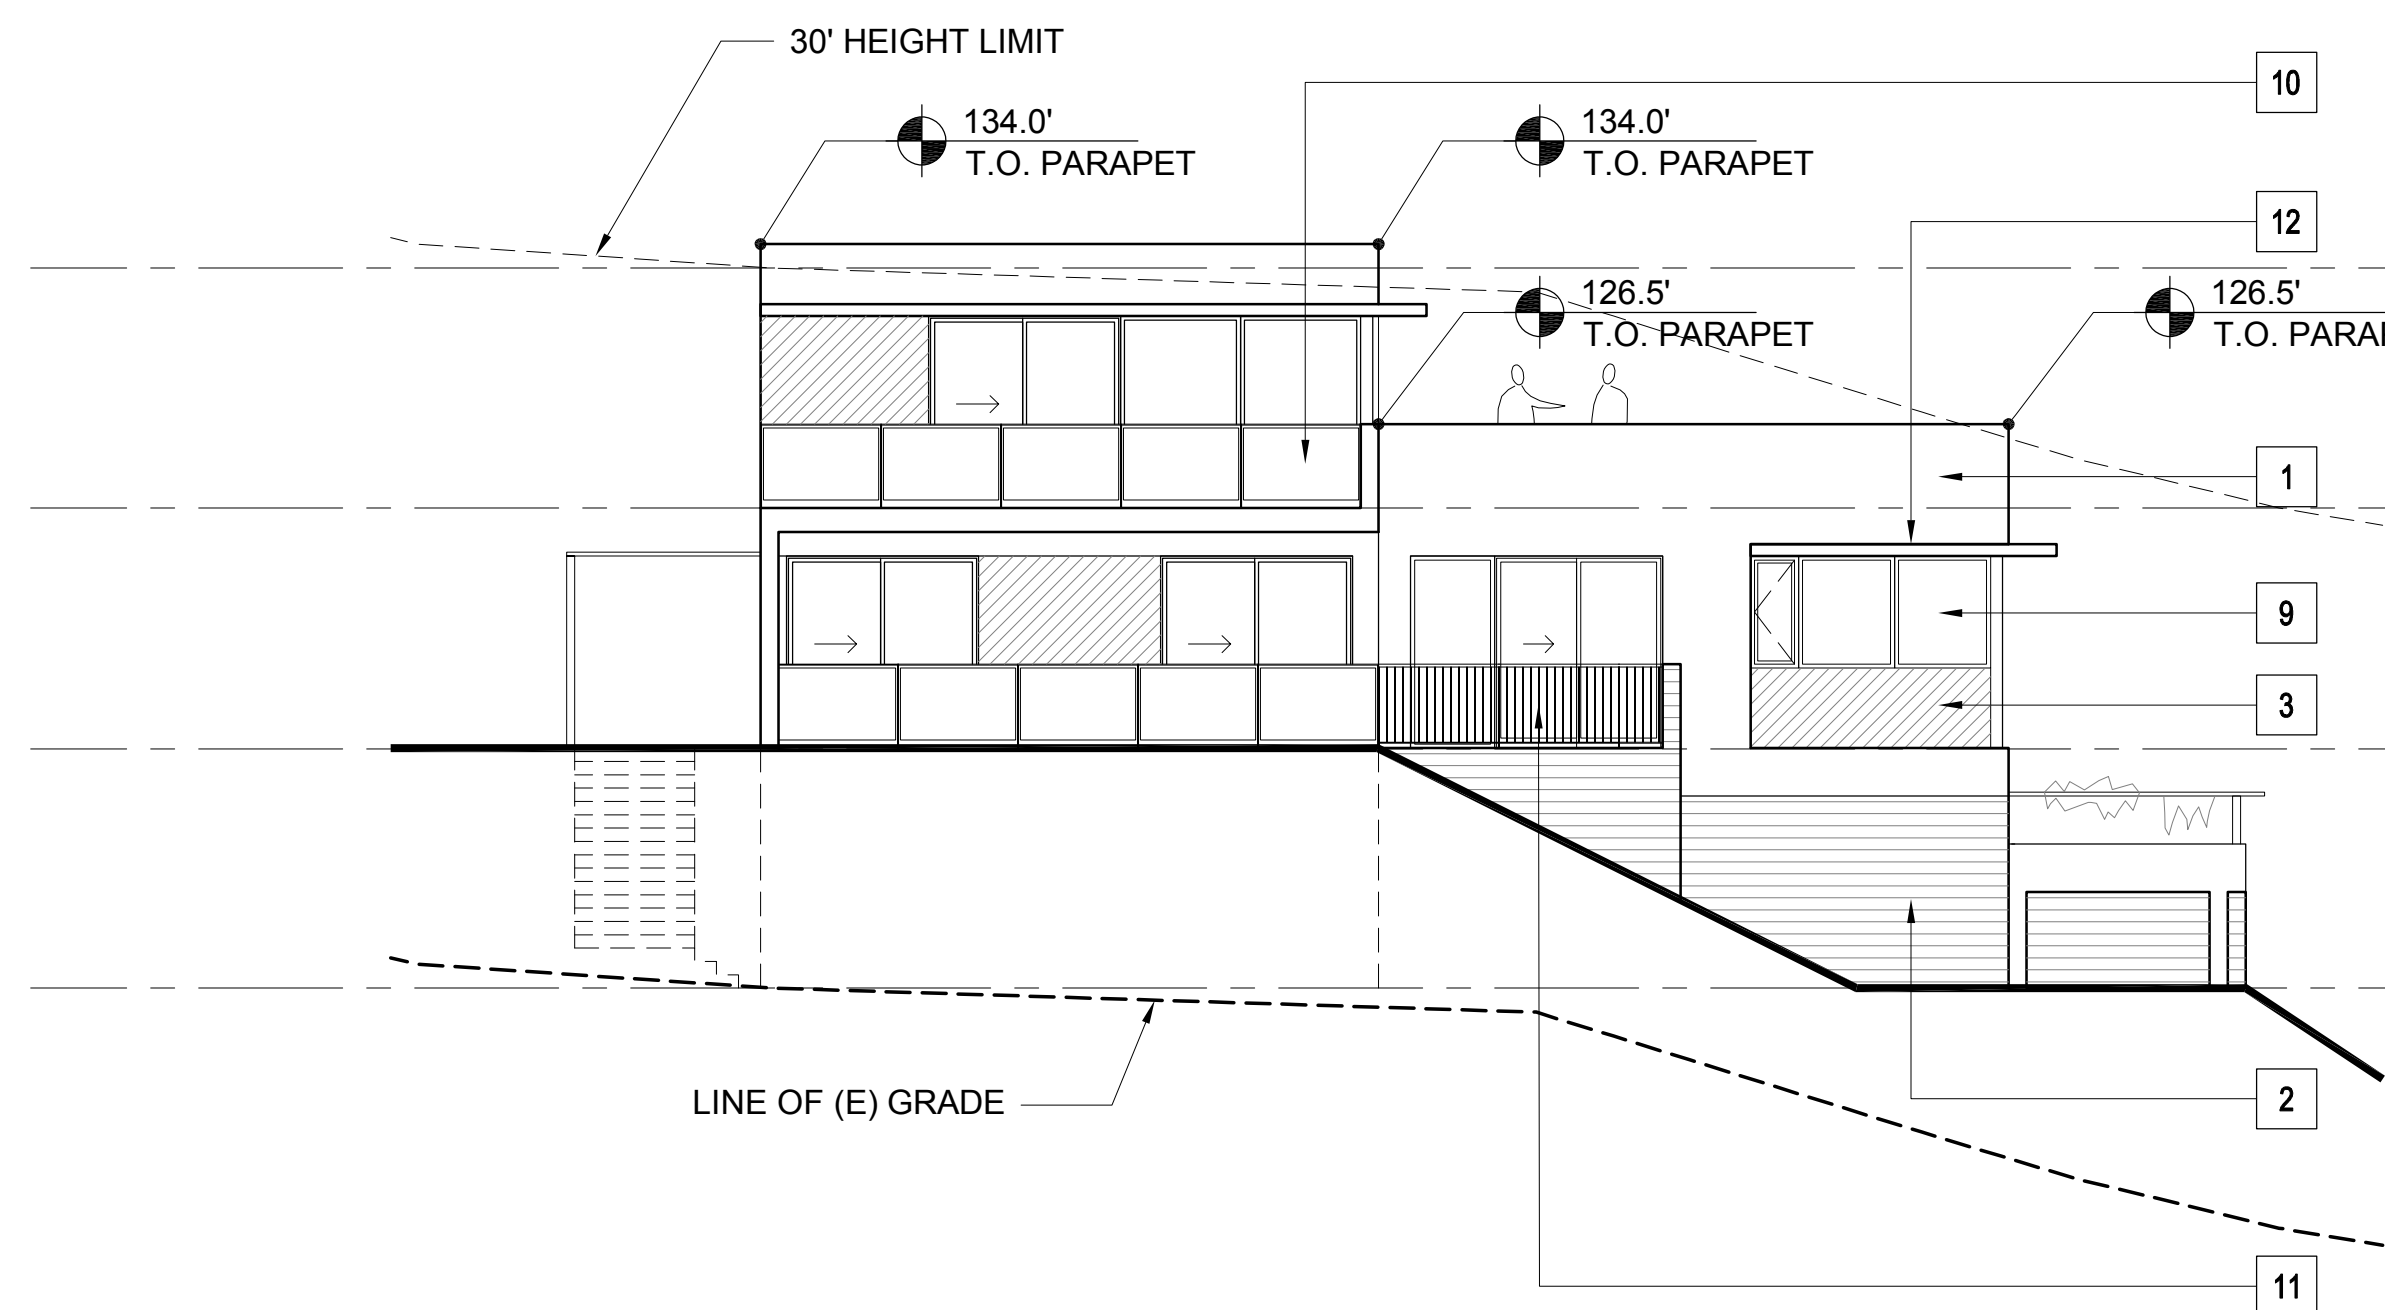 30' HEIGHT LIMIT
10
134.0'
T.O. PARAPET
134.0'
T.O. PARAPET
12
126.5'
T.O. PARAPET
126.5'
T.O.
1
9
3
2
LINE OF (E) GRADE
11